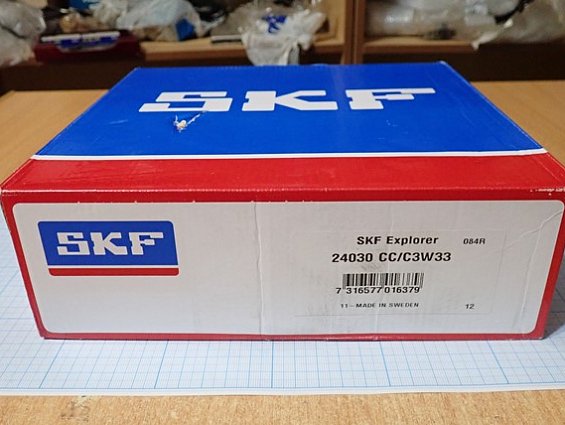 SKF
SKF
SKF Explorer 084R
24030 CC/C3W33
7 316577 016379
11 - MADE IN SWEDEN 12